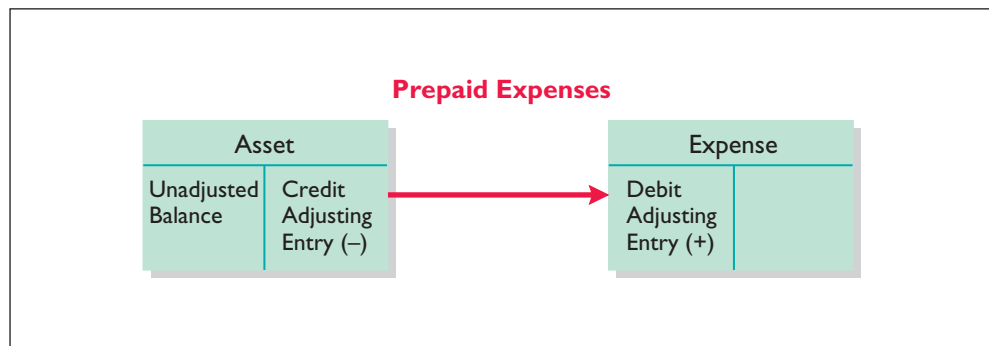 Prepaid Expenses
Asset
Unadjusted
Balance
Credit
Adjusting
Entry (–)
Expense
Debit
Adjusting
Entry (+)